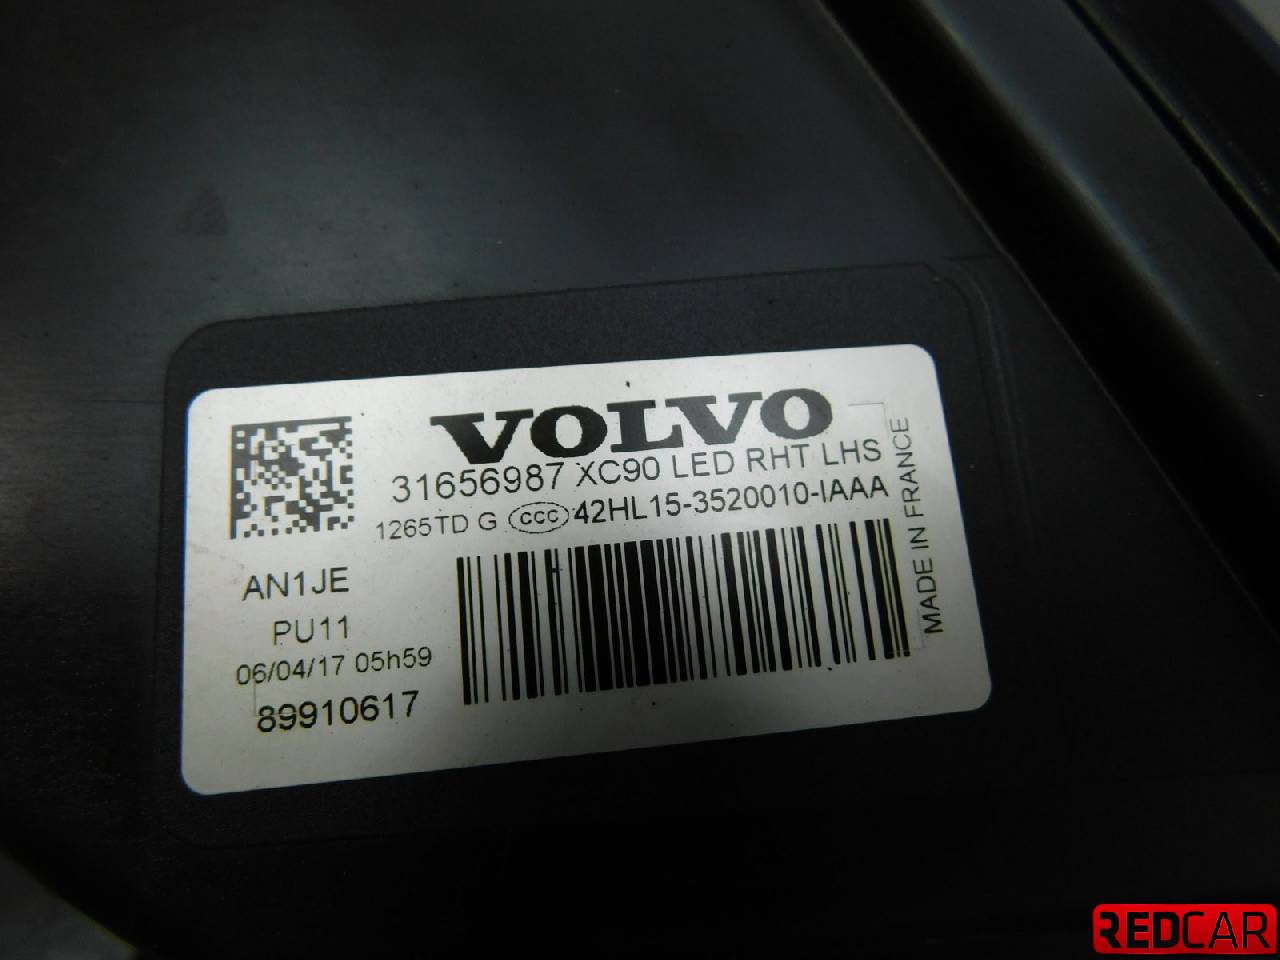 VOLVO
31656987 XC90 LED RHT LHS
1265TD G CCC 42HL15-3520010-IAAA
MADE IN FRANCE
AN1JE
PU11
06/04/17 05h59
89910617
REDCAR